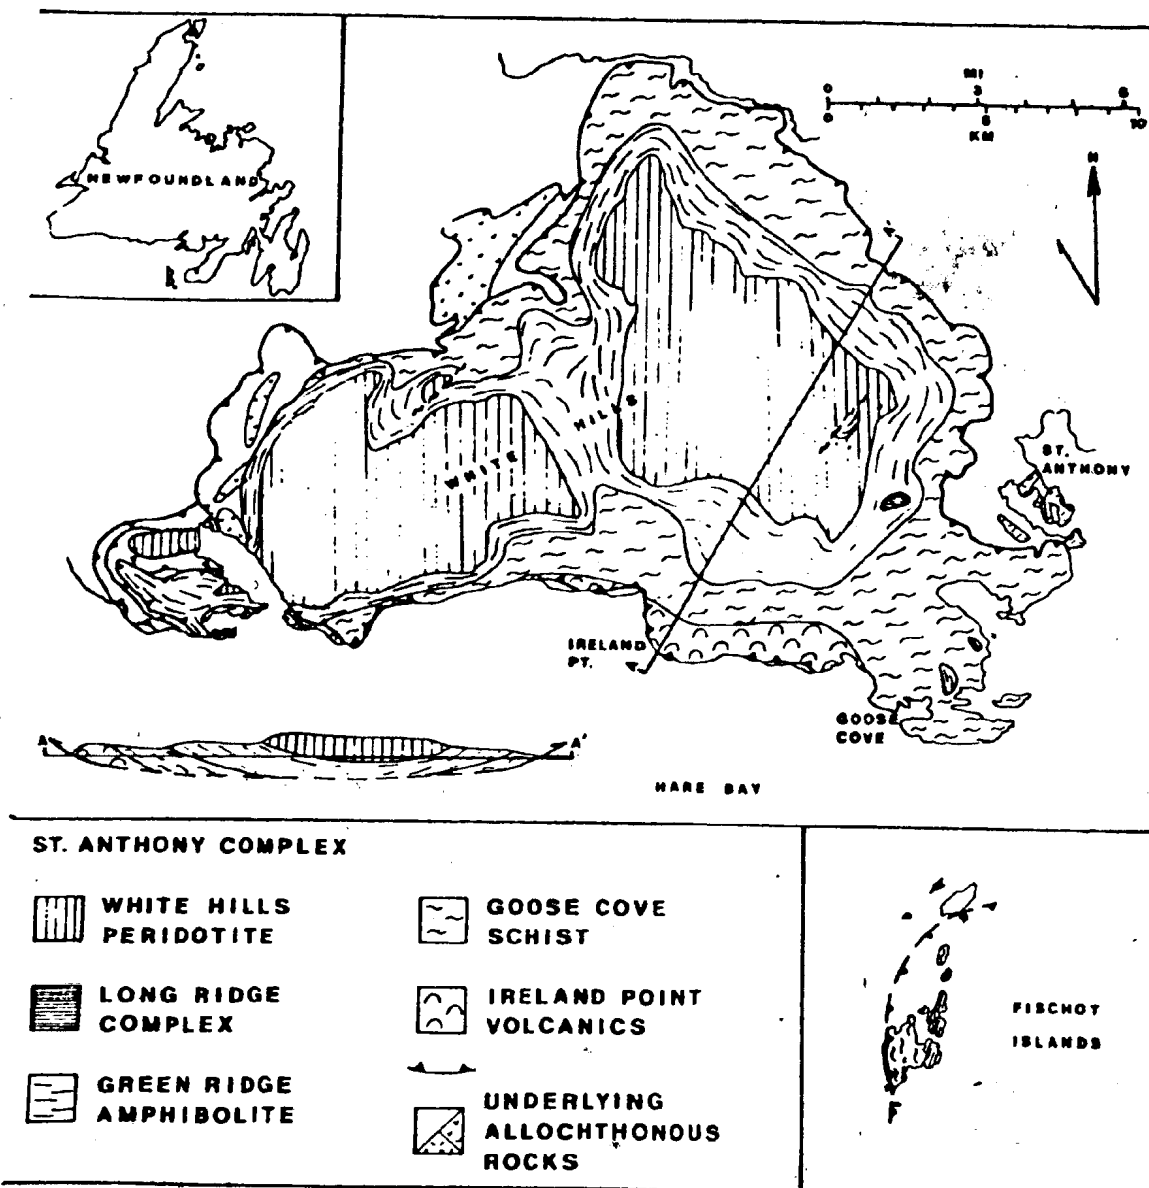 NEWFOUNDLAND
MI
0 3 6
0 5 10
KM
N
A'
WHITE HILLS
ST.
ANTHONY
IRELAND
PT.
A
GOOSE
COVE
A A'
HARE BAY
ST. ANTHONY COMPLEX
WHITE HILLS
PERIDOTITE
LONG RIDGE
COMPLEX
GREEN RIDGE
AMPHIBOLITE
GOOSE COVE
SCHIST
IRELAND POINT
VOLCANICS
UNDERLYING
ALLOCHTHONOUS
ROCKS
FISCHOT
ISLANDS